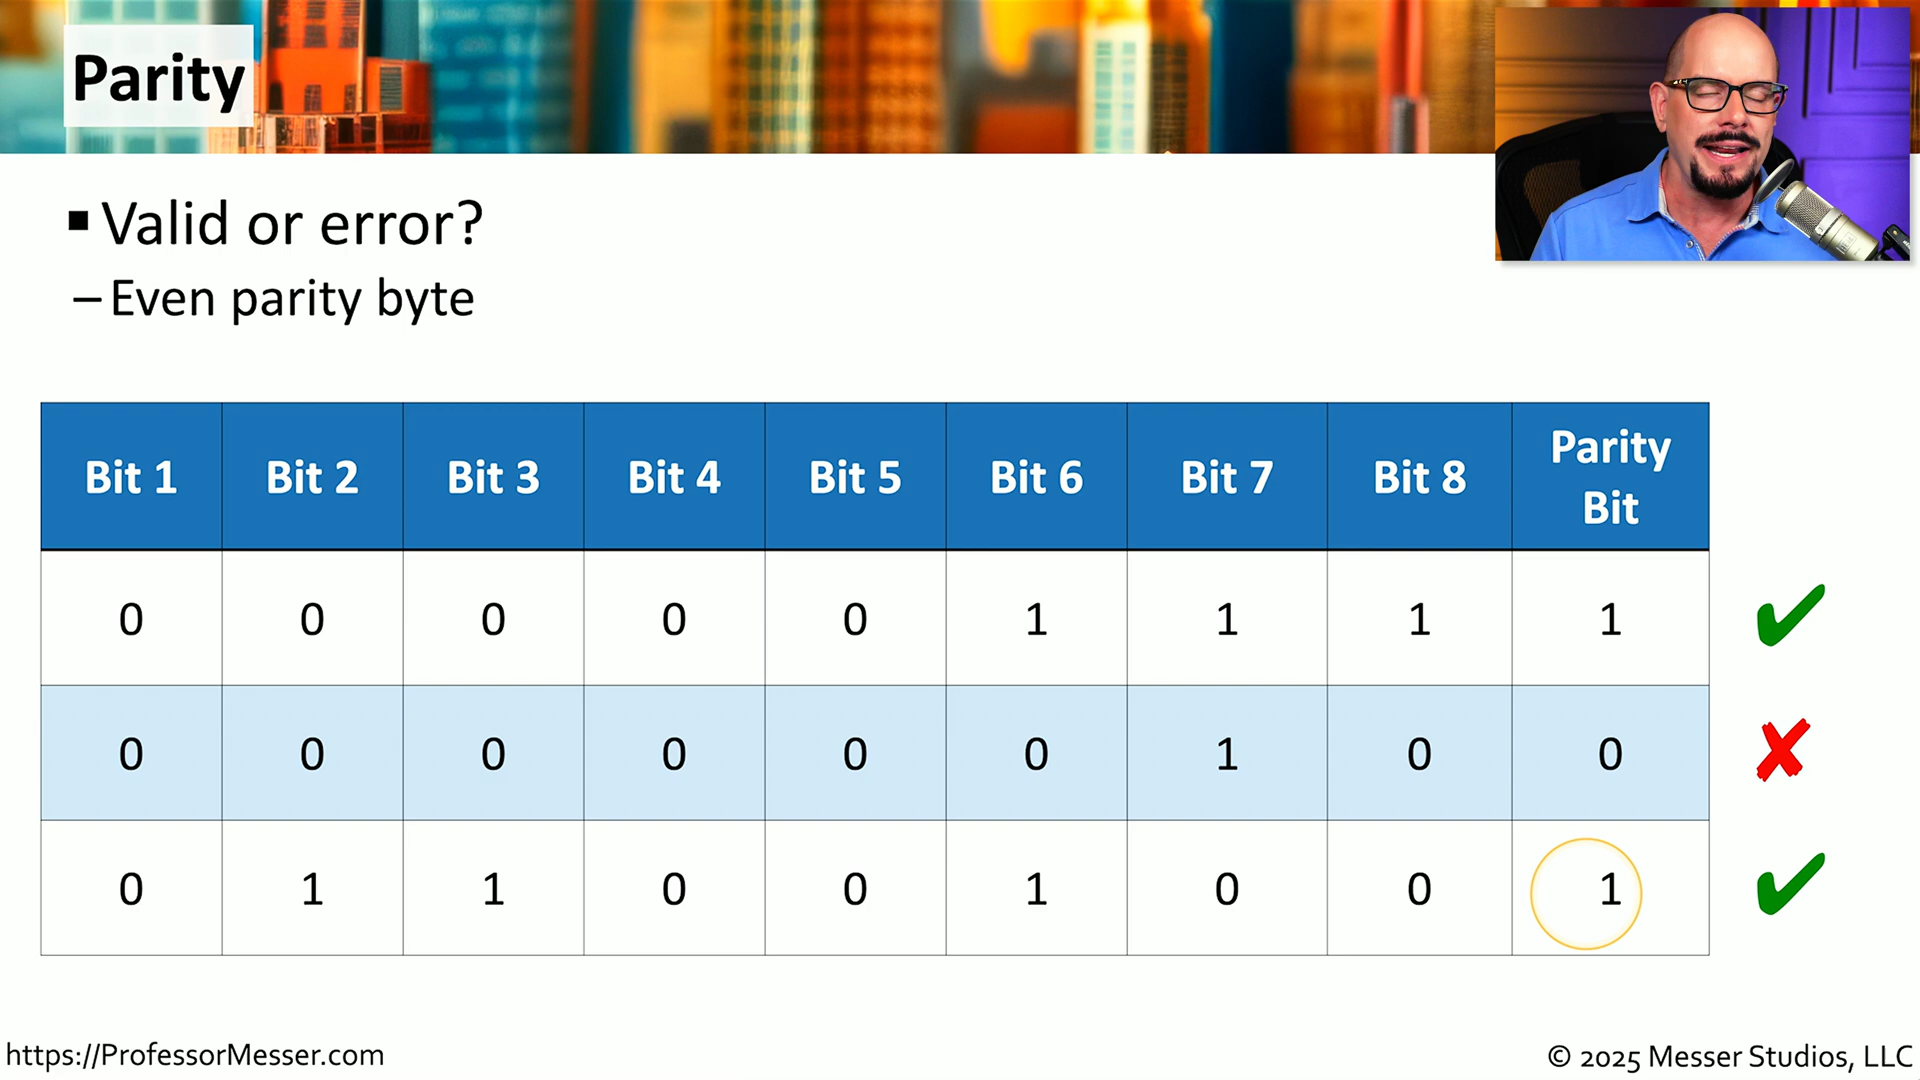 Parity
Valid or error?
– Even parity byte
Bit 1 Bit 2 Bit 3 Bit 4 Bit 5 Bit 6 Bit 7 Bit 8 Parity Bit
0 0 0 0 0 1 1 1 1
0 0 0 0 0 0 1 0 0
0 1 1 0 0 1 0 0 1
https://ProfessorMesser.com
© 2025 Messer Studios, LLC